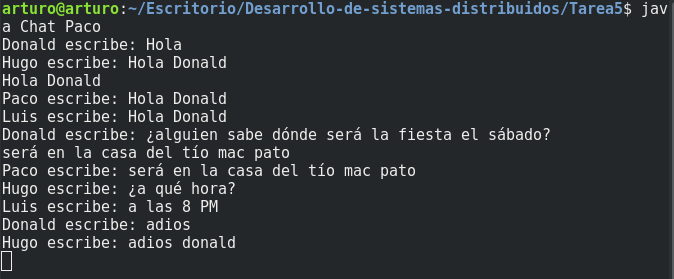 arturo@arturo:~/Escritorio/Desarrollo-de-sistemas-distribuidos/Tarea5$ jav
a Chat Paco
Donald escribe: Hola
Hugo escribe: Hola Donald
Hola Donald
Paco escribe: Hola Donald
Luis escribe: Hola Donald
Donald escribe: ¿alguien sabe dónde será la fiesta el sábado?
será en la casa del tío mac pato
Paco escribe: será en la casa del tío mac pato
Hugo escribe: ¿a qué hora?
Luis escribe: a las 8 PM
Donald escribe: adios
Hugo escribe: adios donald